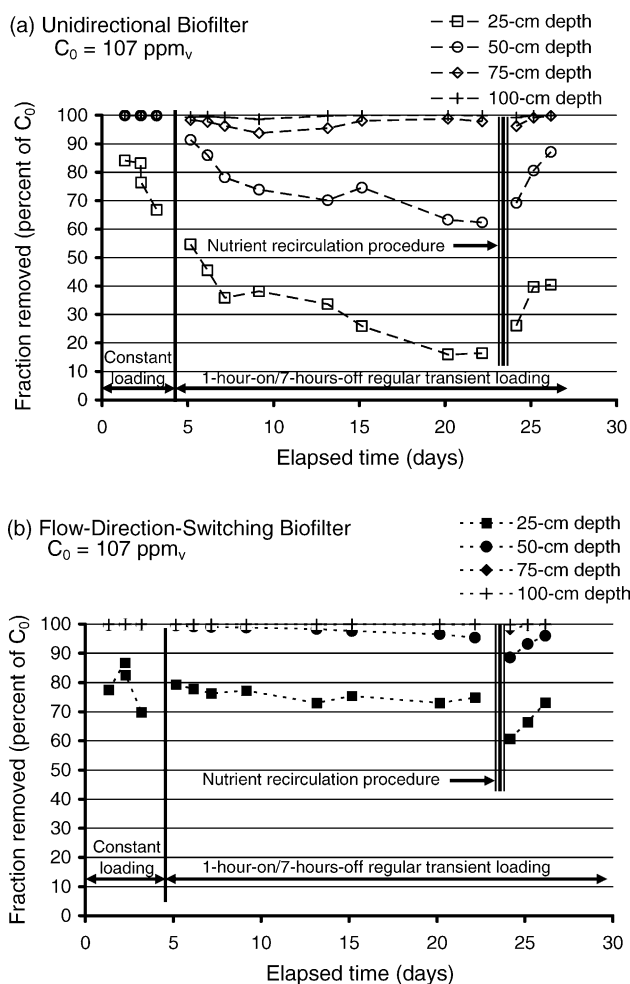 (a) Unidirectional Biofilter
C₀ = 107 ppmᵥ
25-cm depth
50-cm depth
75-cm depth
100-cm depth
Fraction removed (percent of C₀)
100
90
80
70
60
50
40
30
20
10
0
Nutrient recirculation procedure
Constant
loading
1-hour-on/7-hours-off regular transient loading
0 5 10 15 20 25 30
Elapsed time (days)
(b) Flow-Direction-Switching Biofilter
C₀ = 107 ppmᵥ
25-cm depth
50-cm depth
75-cm depth
100-cm depth
Fraction removed (percent of C₀)
100
90
80
70
60
50
40
30
20
10
0
Nutrient recirculation procedure
Constant
loading
1-hour-on/7-hours-off regular transient loading
0 5 10 15 20 25 30
Elapsed time (days)